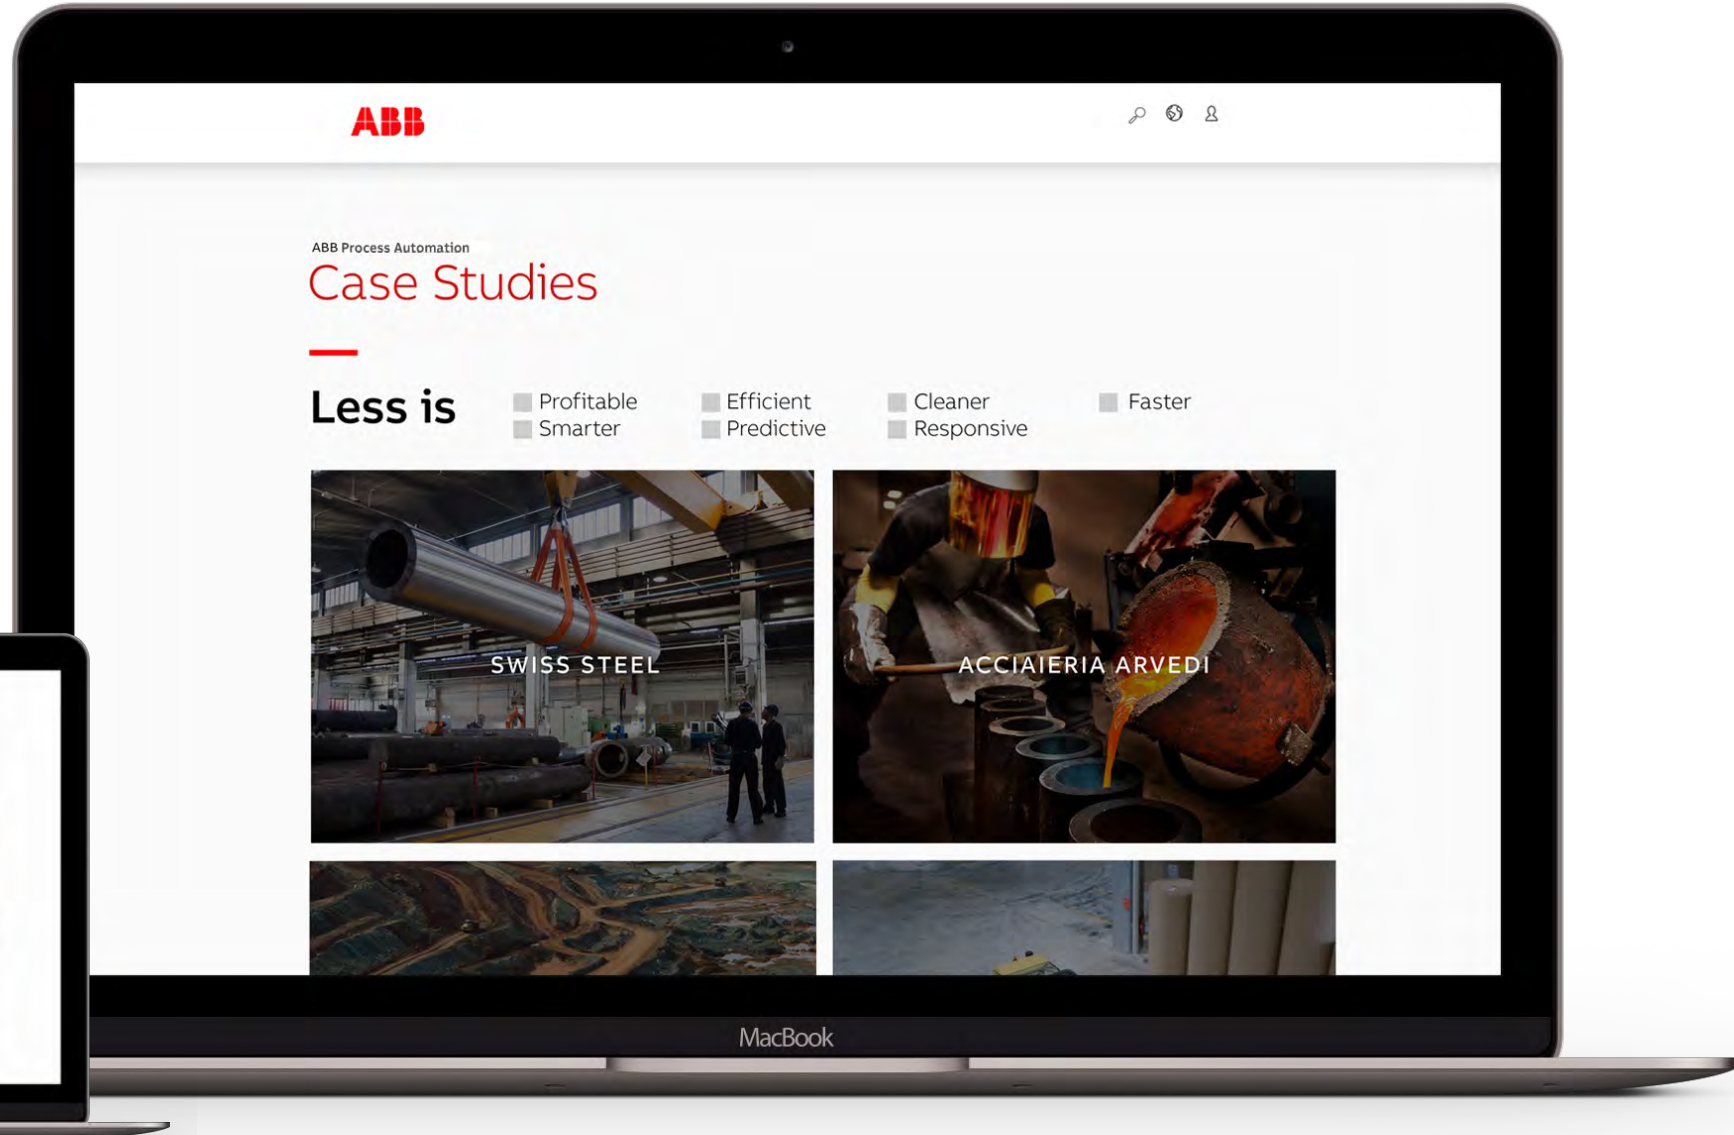 ABB
ABB Process Automation
Case Studies
Less is
Profitable
Efficient
Cleaner
Faster
Smarter
Predictive
Responsive
SWISS STEEL
ACCIAIERIA ARVEDI
MacBook